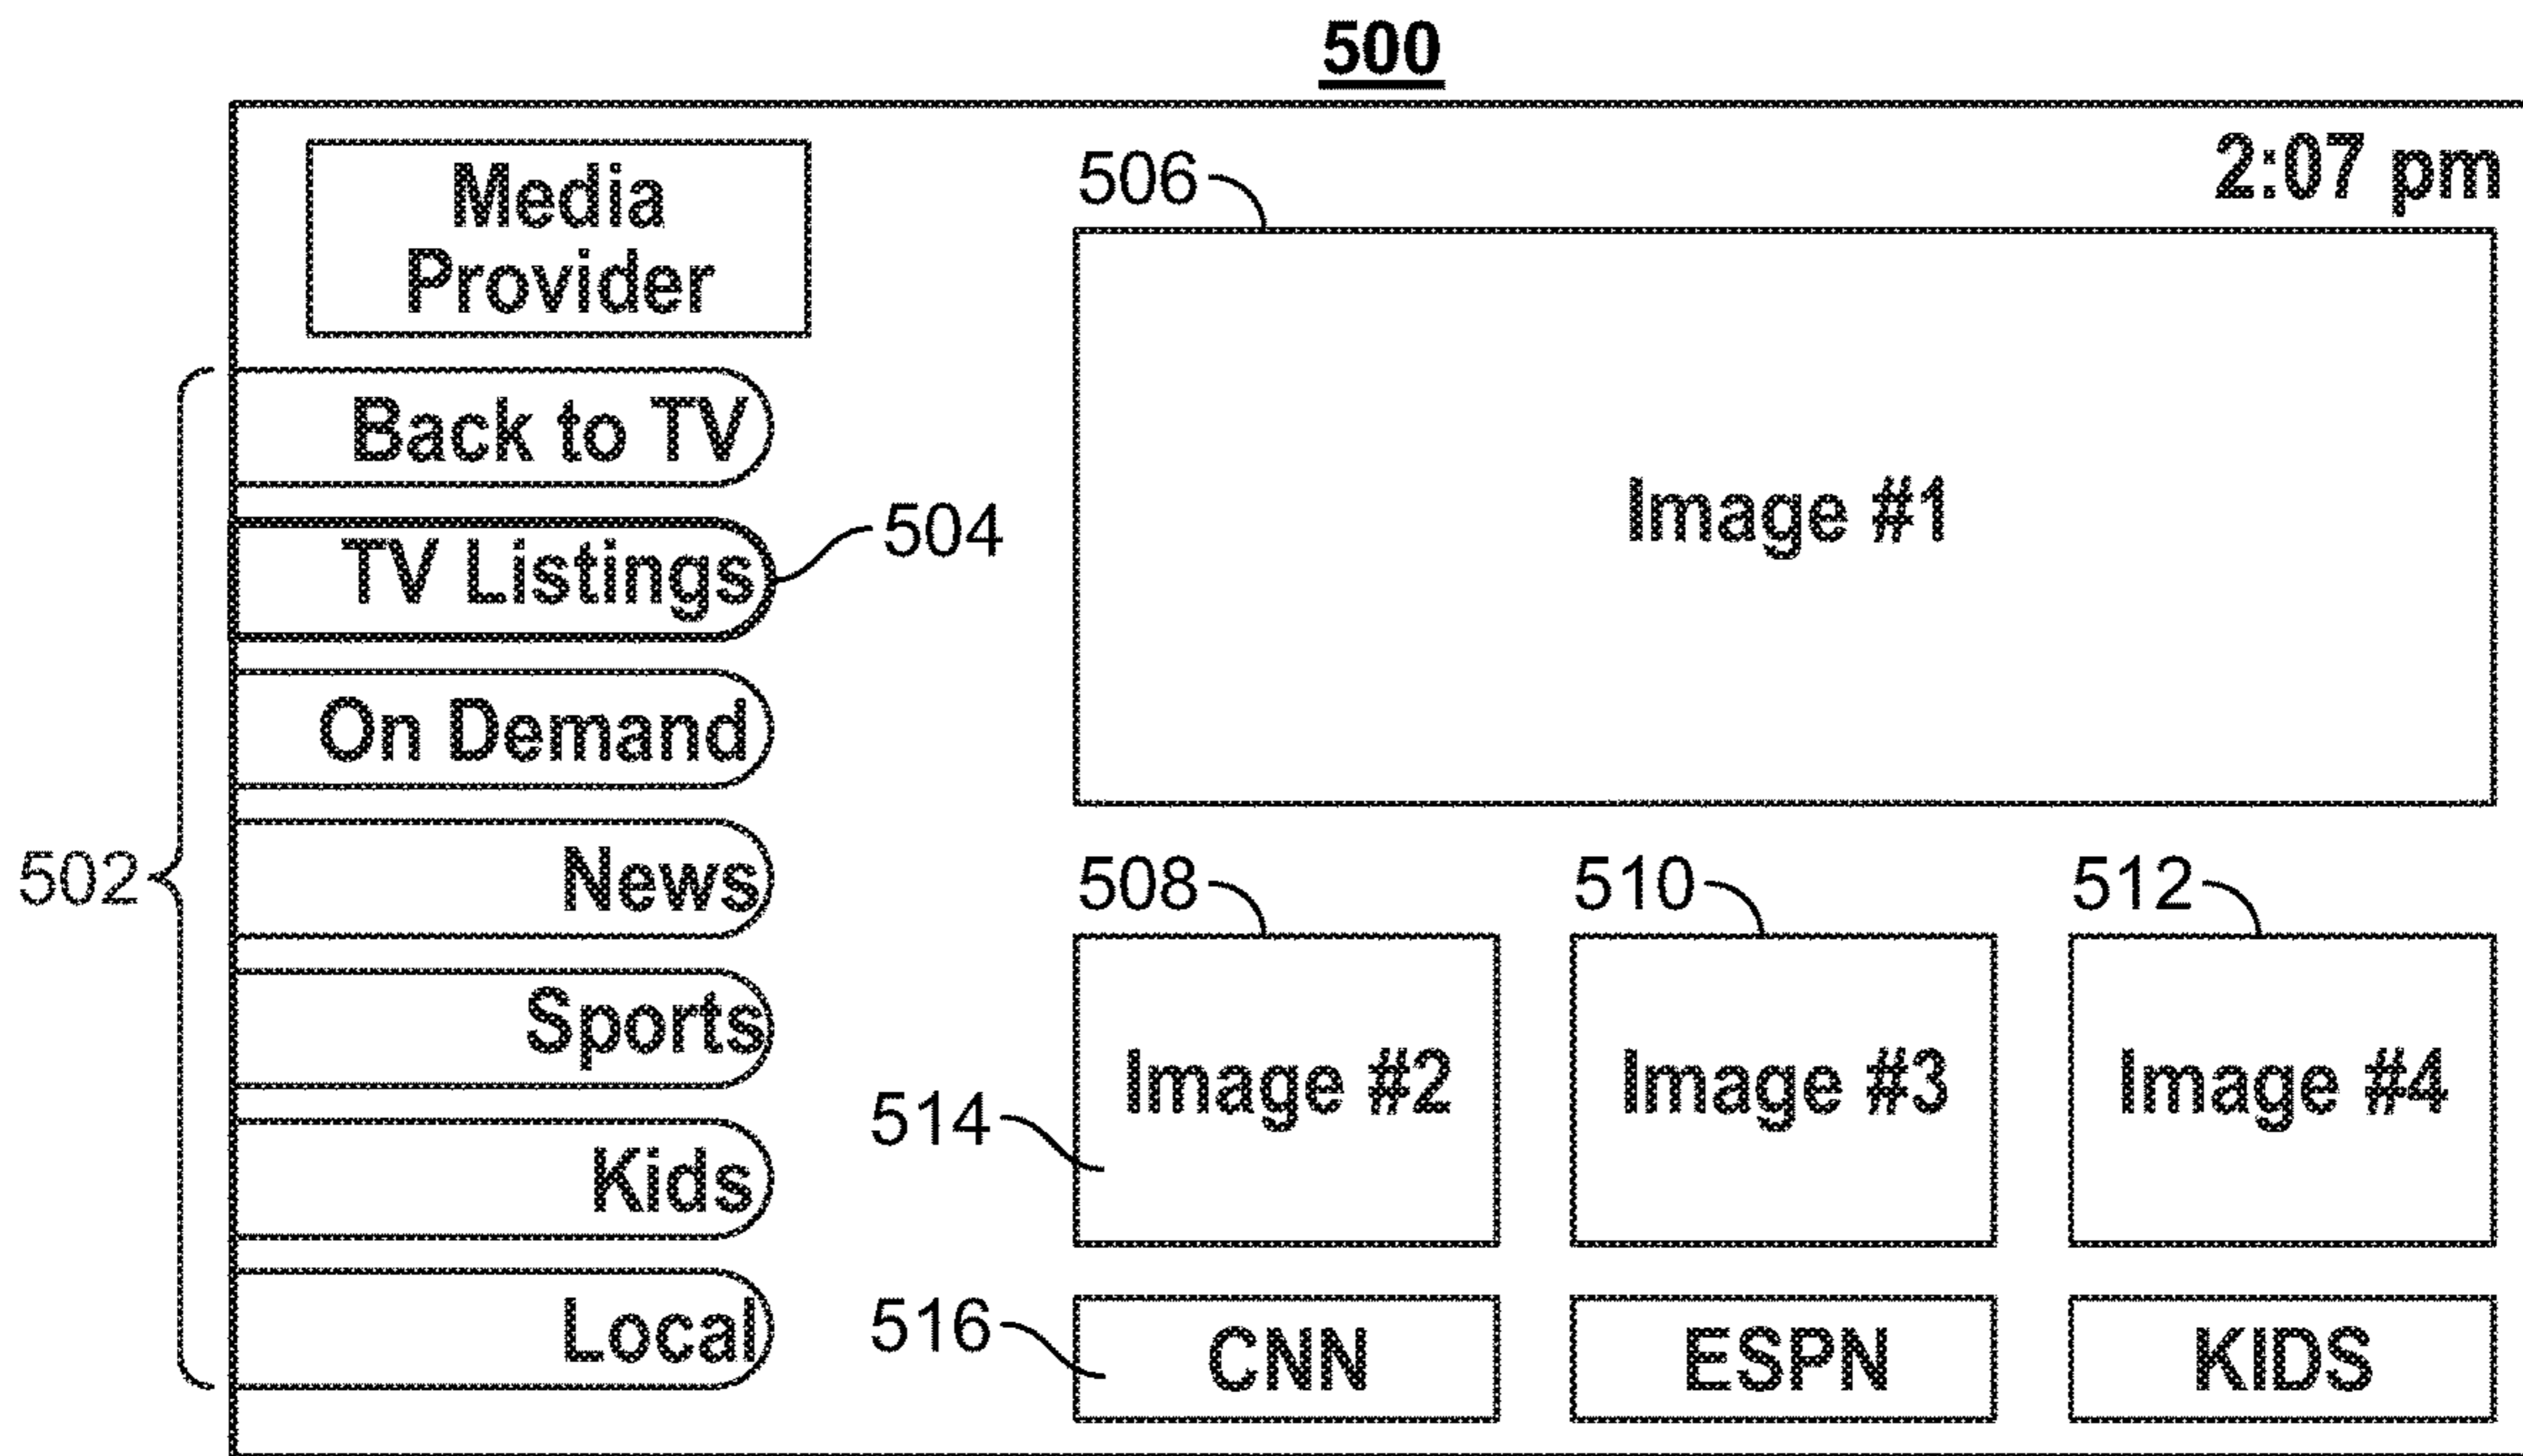 500
2:07 pm
Media
Provider
506
Image #1
Back to TV
TV Listings
504
On Demand
502
News
Sports
Kids
Local
508
510
512
Image #2
Image #3
Image #4
514
516
CNN
ESPN
KIDS